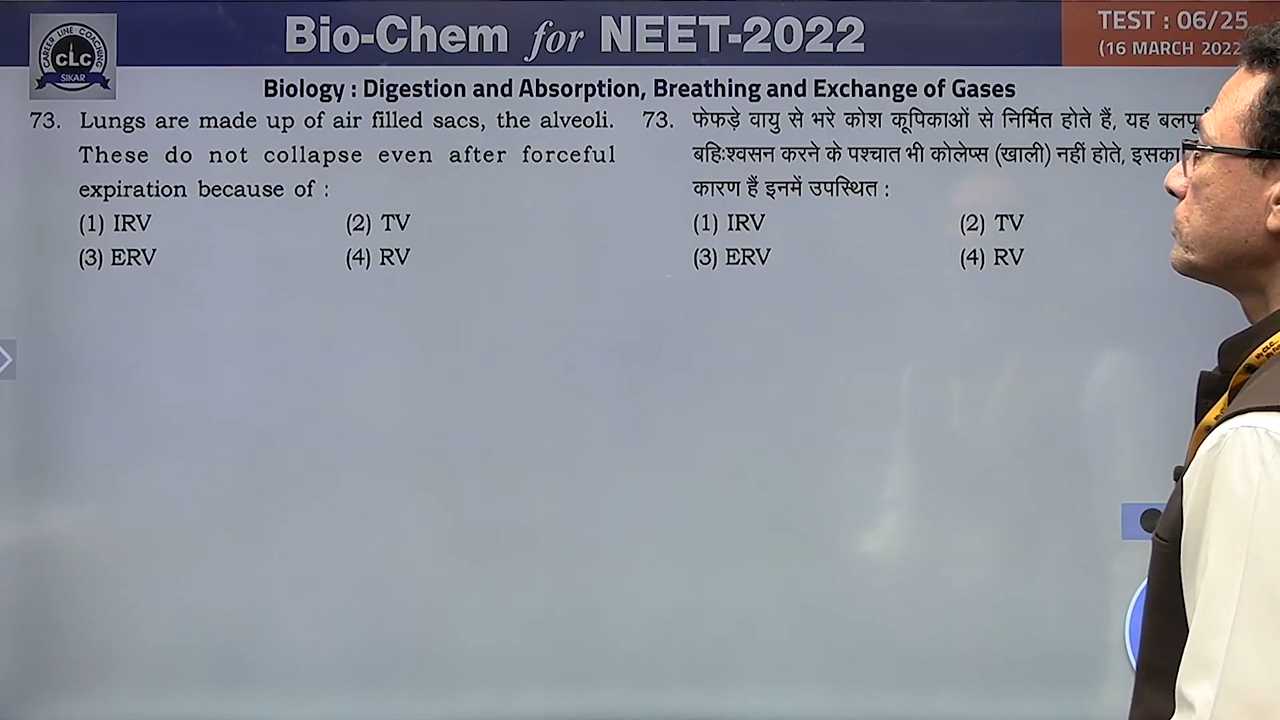 CAREER LINE COACHING
CLC
SIKAR
Bio-Chem for NEET-2022
TEST : 06/25
(16 MARCH 2022
Biology : Digestion and Absorption, Breathing and Exchange of Gases
73. Lungs are made up of air filled sacs, the alveoli.
These do not collapse even after forceful
expiration because of :
(1) IRV (2) TV
(3) ERV (4) RV
73. फेफड़े वायु से भरे कोश कूपिकाओं से निर्मित होते हैं, यह
बहिःश्वसन करने के पश्चात भी कोलेप्स (खाली) नहीं होते, इसका
कारण हैं इनमें उपस्थित :
(1) IRV (2) TV
(3) ERV (4) RV